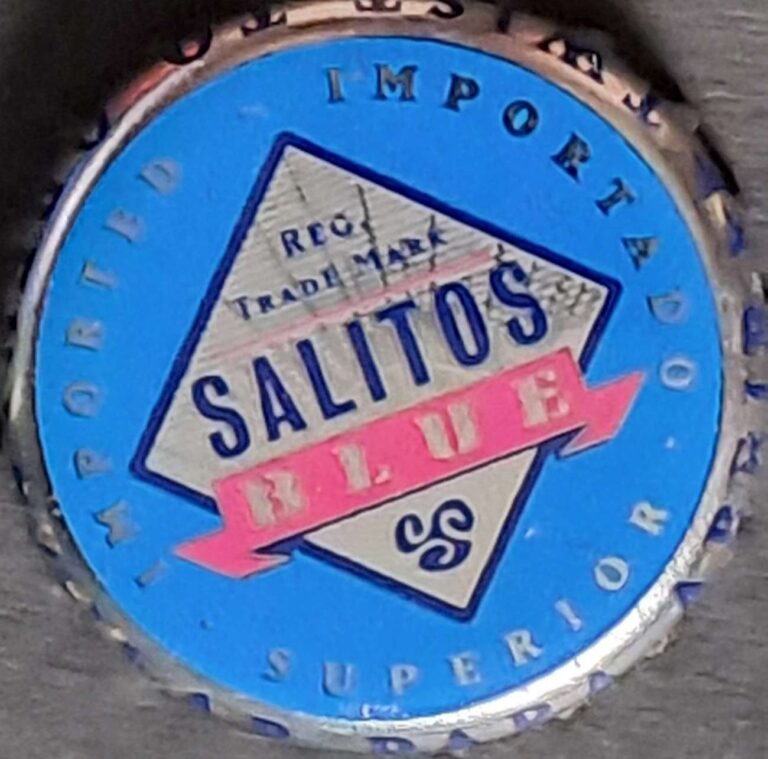 IMPORTADO
IMPORTED
REG.
TRADE MARK
SALITOS
BLUE
SUPERIOR